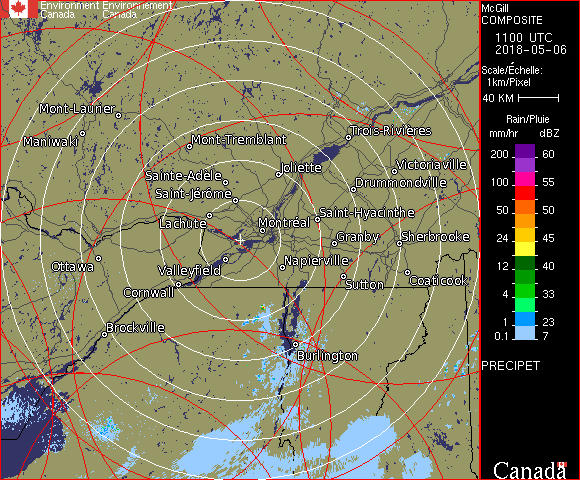 Environment Environnement
Canada Canada
Mont-Laurier
Maniwaki
Mont-Tremblant
Trois-Rivières
Sainte-Adèle
Joliette
Victoriaville
Saint-Jérôme
Drummondville
Lachute
Montréal
Saint-Hyacinthe
Granby
Sherbrooke
Ottawa
Valleyfield
Napierville
Cornwall
Sutton
Coaticook
Brockville
Burlington
McGill
COMPOSITE
1100 UTC
2018-05-06
Scale/Échelle:
1km/Pixel
40 KM
Rain/Pluie
mm/hr dBZ
200 60
150 57
100 55
50 50
24 45
12 40
4 33
1 23
0.1 7
PRECIPET
Canada